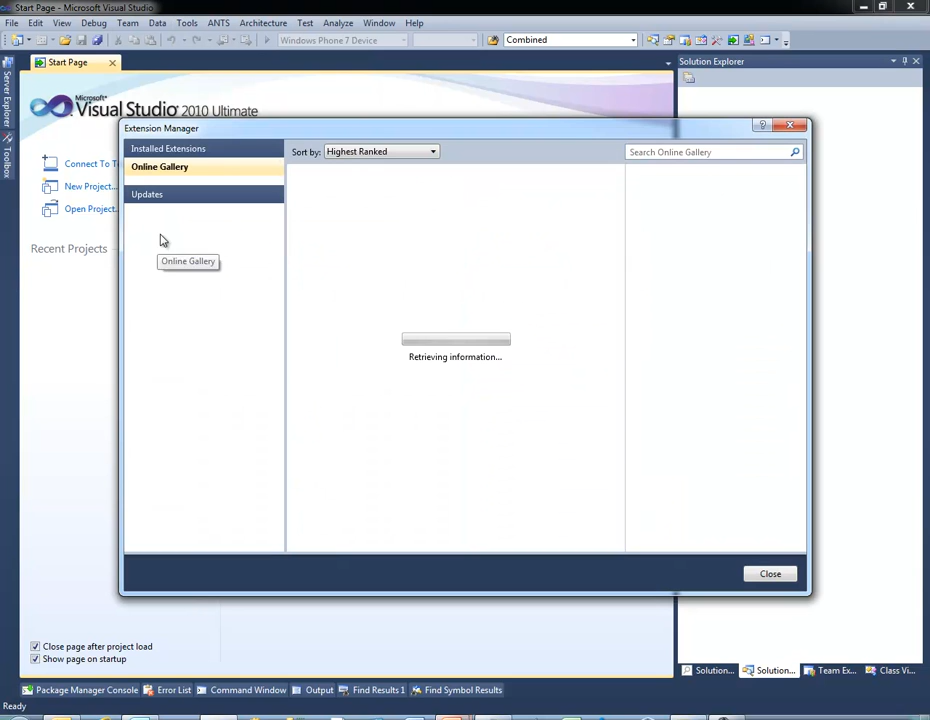 Start Page - Microsoft Visual Studio
File Edit View Debug Team Data Tools ANTS Architecture Test Analyze Window Help
Windows Phone 7 Device
Combined
Server Explorer
Toolbox
Start Page
Solution Explorer
Microsoft®
Visual Studio® 2010 Ultimate
Connect To T
New Project...
Open Project.
Recent Projects
Extension Manager
Installed Extensions
Online Gallery
Updates
Online Gallery
Sort by: Highest Ranked
Search Online Gallery
Retrieving information...
Close
Close page after project load
Show page on startup
Solution... Solution... Team Ex... Class Vi...
Package Manager Console Error List Command Window Output Find Results 1 Find Symbol Results
Ready